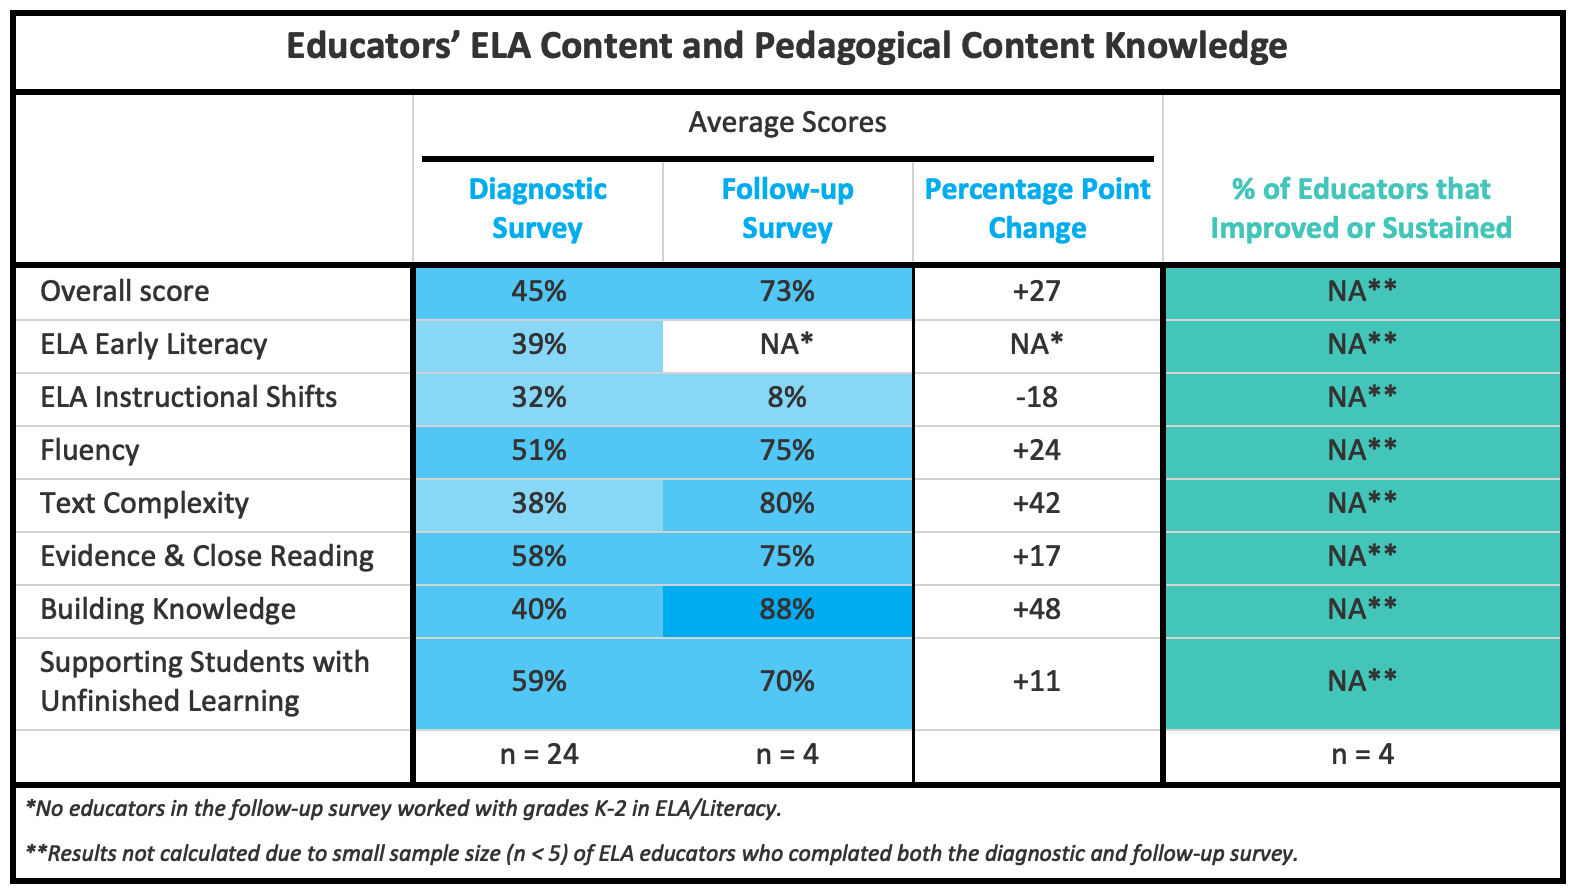 Educators’ ELA Content and Pedagogical Content Knowledge
Average Scores
Diagnostic Survey Follow-up Survey Percentage Point Change % of Educators that Improved or Sustained
Overall score 45% 73% +27 NA**
ELA Early Literacy 39% NA* NA* NA**
ELA Instructional Shifts 32% 8% -18 NA**
Fluency 51% 75% +24 NA**
Text Complexity 38% 80% +42 NA**
Evidence & Close Reading 58% 75% +17 NA**
Building Knowledge 40% 88% +48 NA**
Supporting Students with
Unfinished Learning 59% 70% +11 NA**
n = 24 n = 4 n = 4
*No educators in the follow-up survey worked with grades K-2 in ELA/Literacy.
**Results not calculated due to small sample size (n < 5) of ELA educators who complated both the diagnostic and follow-up survey.